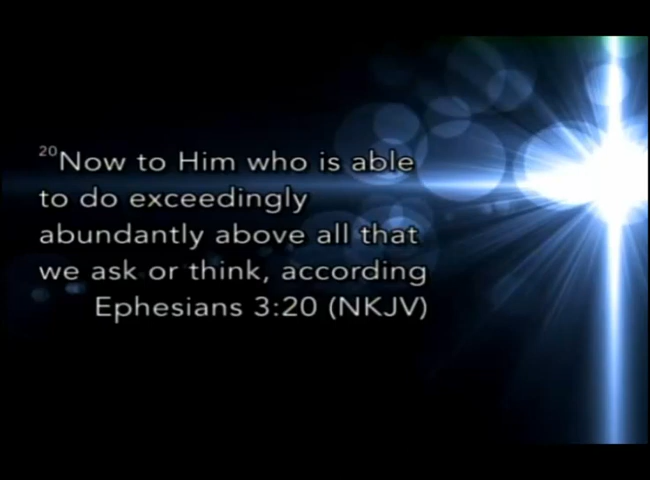 20Now to Him who is able
to do exceedingly
abundantly above all that
we ask or think, according
Ephesians 3:20 (NKJV)